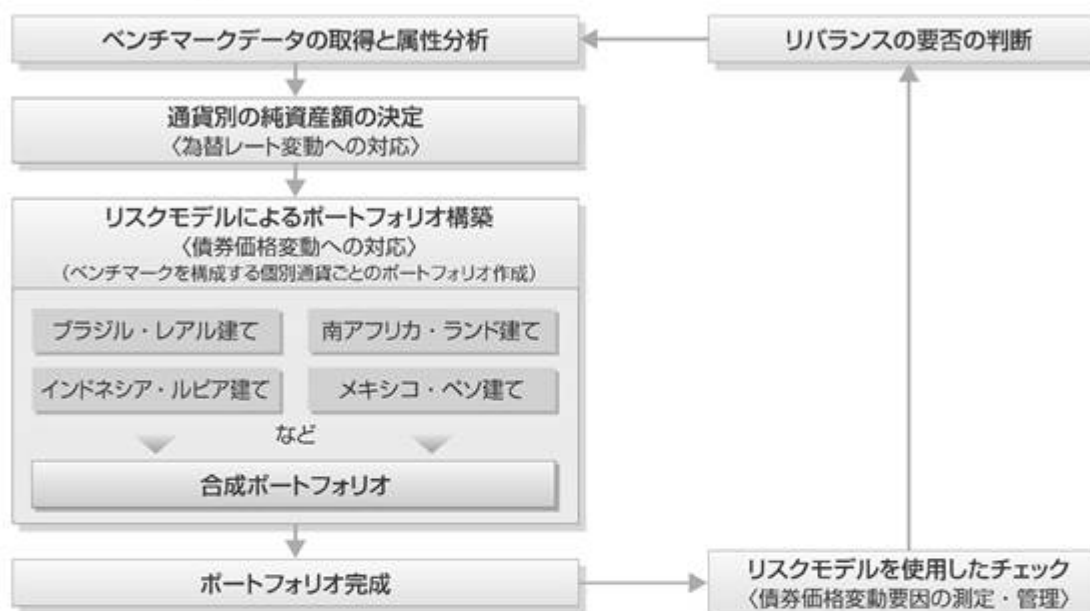 ベンチマークデータの取得と属性分析
リバランスの要否の判断
通貨別の純資産額の決定
〈為替レート変動への対応〉
リスクモデルによるポートフォリオ構築
〈債券価格変動への対応〉
（ベンチマークを構成する個別通貨ごとのポートフォリオ作成）
ブラジル・レアル建て
南アフリカ・ランド建て
インドネシア・ルピア建て
メキシコ・ペソ建て
など
合成ポートフォリオ
ポートフォリオ完成
リスクモデルを使用したチェック
〈債券価格変動要因の測定・管理〉